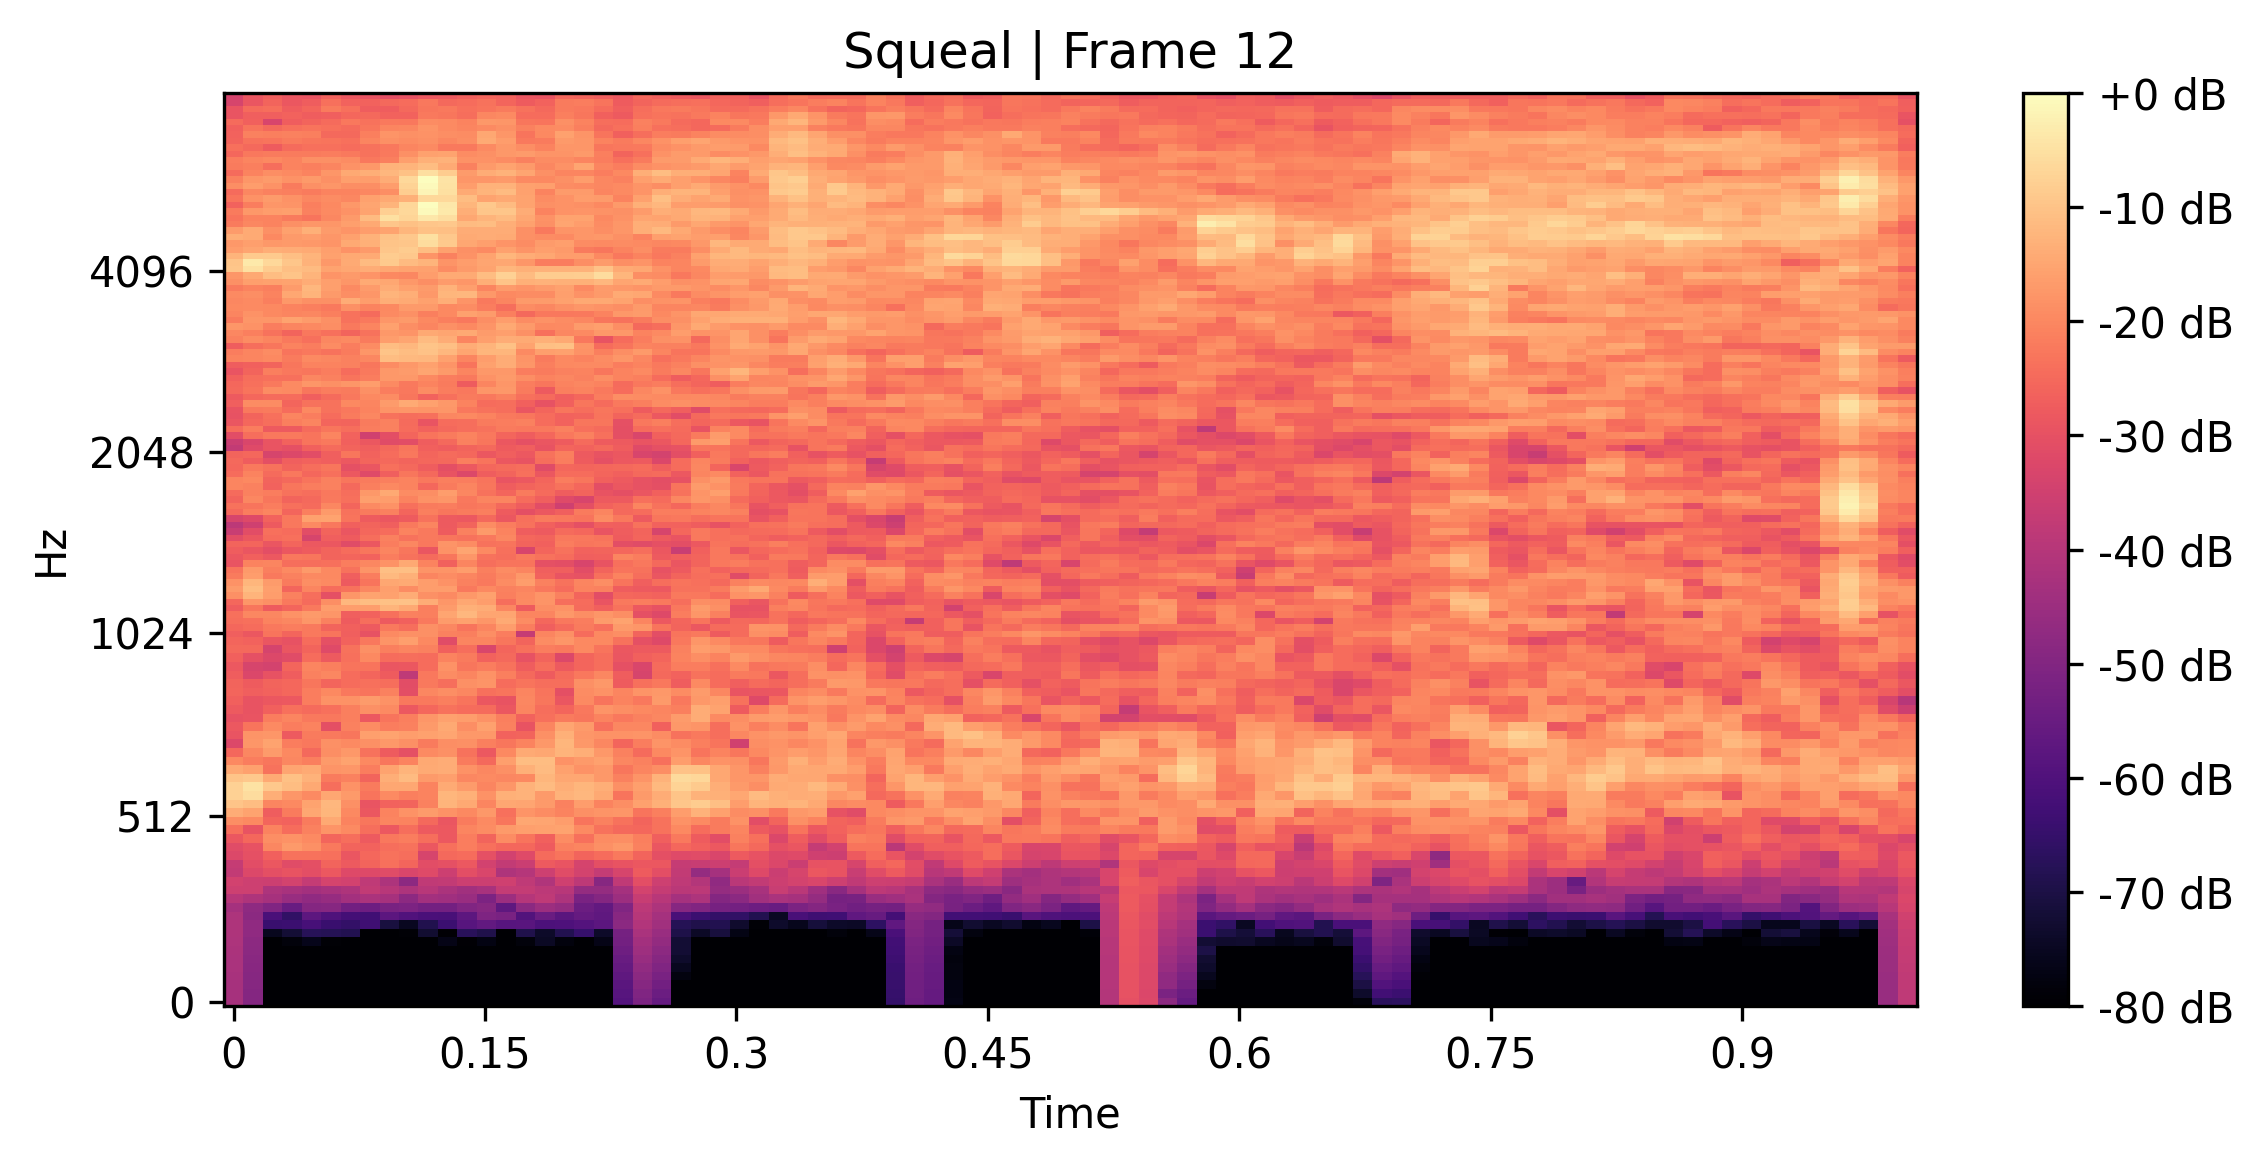 Squeal | Frame 12
Hz
4096
2048
1024
512
0
0 0.15 0.3 0.45 0.6 0.75 0.9
Time
+0 dB
-10 dB
-20 dB
-30 dB
-40 dB
-50 dB
-60 dB
-70 dB
-80 dB